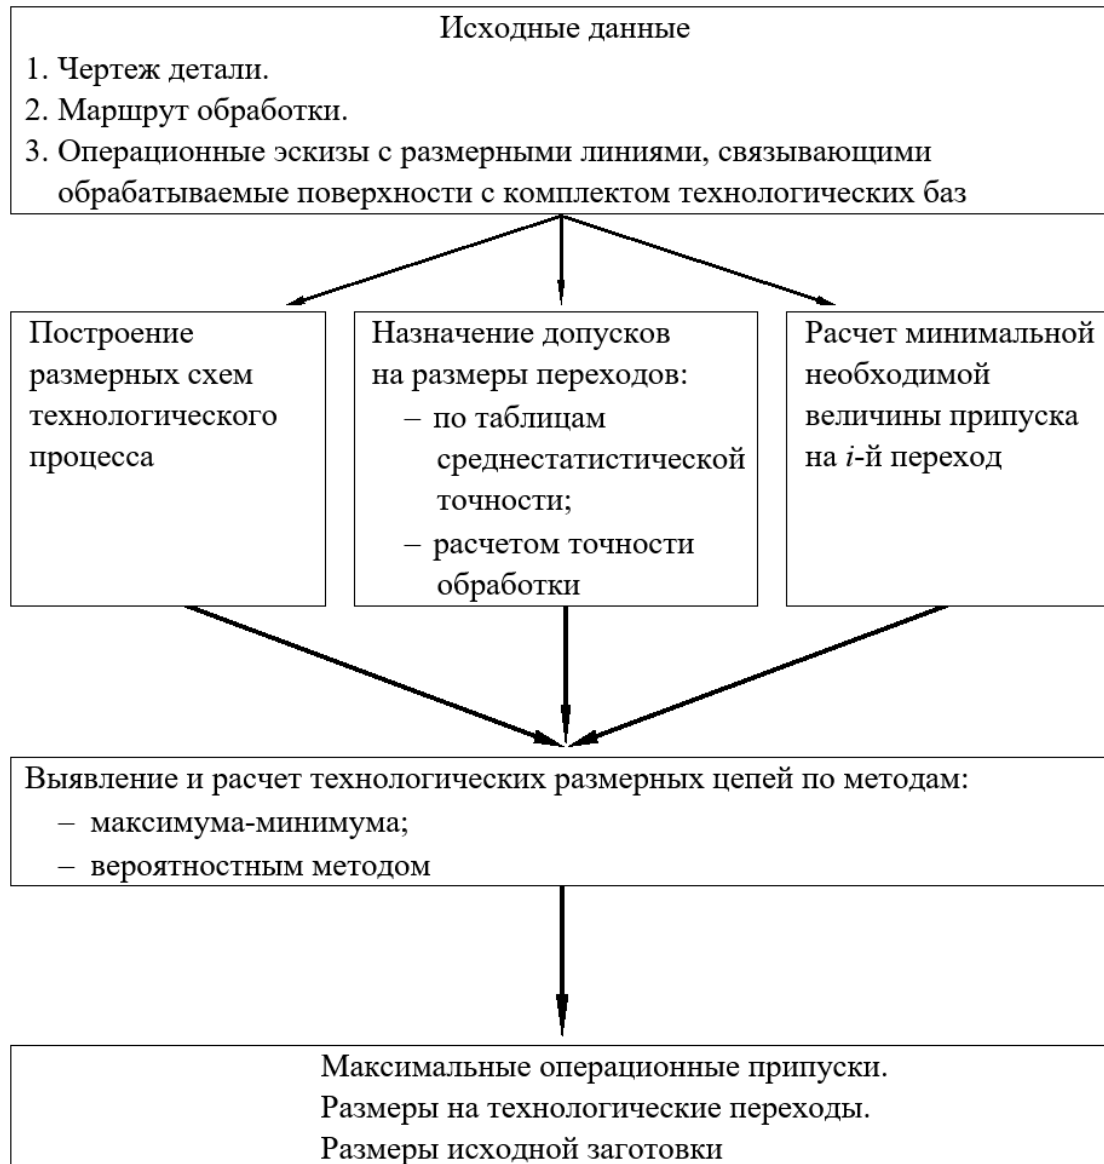 Исходные данные
1. Чертеж детали.
2. Маршрут обработки.
3. Операционные эскизы с размерными линиями, связывающими
обрабатываемые поверхности с комплектом технологических баз
Построение
размерных схем
технологического
процесса
Назначение допусков
на размеры переходов:
– по таблицам
среднестатистической
точности;
– расчетом точности
обработки
Расчет минимальной
необходимой
величины припуска
на i-й переход
Выявление и расчет технологических размерных цепей по методам:
– максимума-минимума;
– вероятностным методом
Максимальные операционные припуски.
Размеры на технологические переходы.
Размеры исходной заготовки